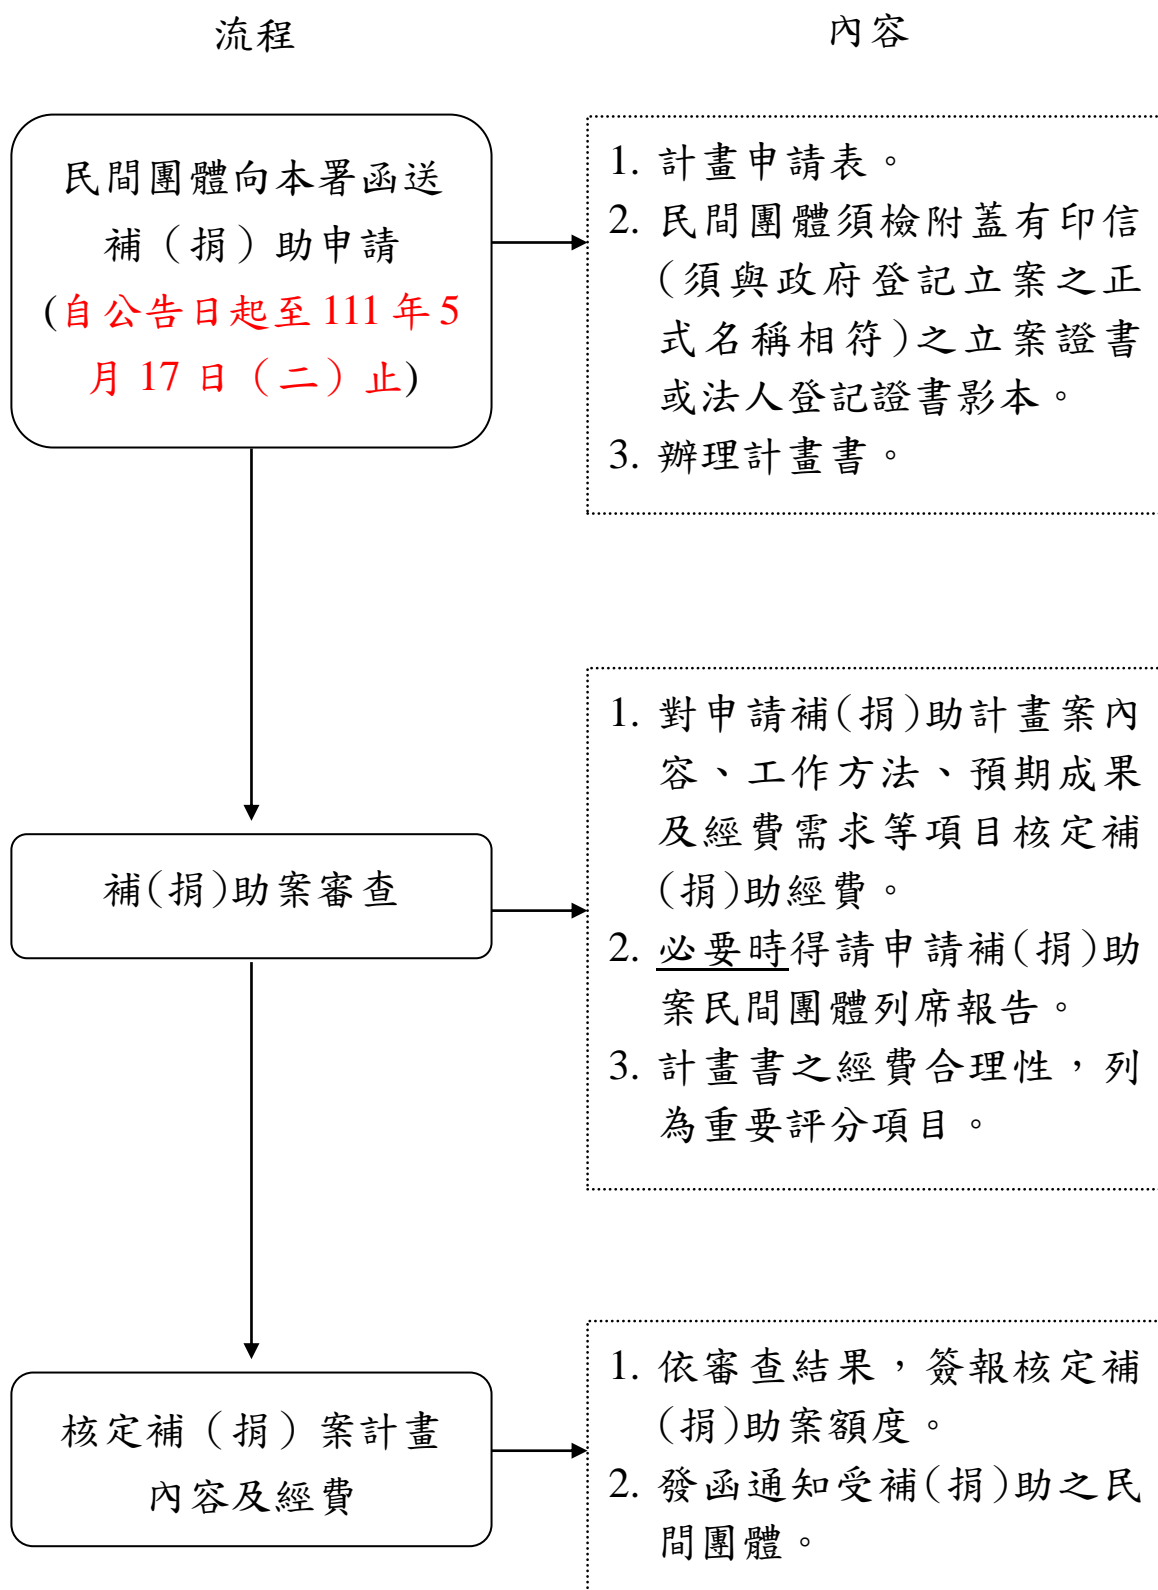 流程
內容
民間團體向本署函送
補（捐）助申請
(自公告日起至 111 年 5
月 17 日（二）止)
1. 計畫申請表。
2. 民間團體須檢附蓋有印信
(須與政府登記立案之正
式名稱相符)之立案證書
或法人登記證書影本。
3. 辦理計畫書。
補(捐)助案審查
1. 對申請補(捐)助計畫案內
容、工作方法、預期成果
及經費需求等項目核定補
(捐)助經費。
2. 必要時得請申請補(捐)助
案民間團體列席報告。
3. 計畫書之經費合理性，列
為重要評分項目。
核定補（捐）案計畫
內容及經費
1. 依審查結果，簽報核定補
(捐)助案額度。
2. 發函通知受補(捐)助之民
間團體。